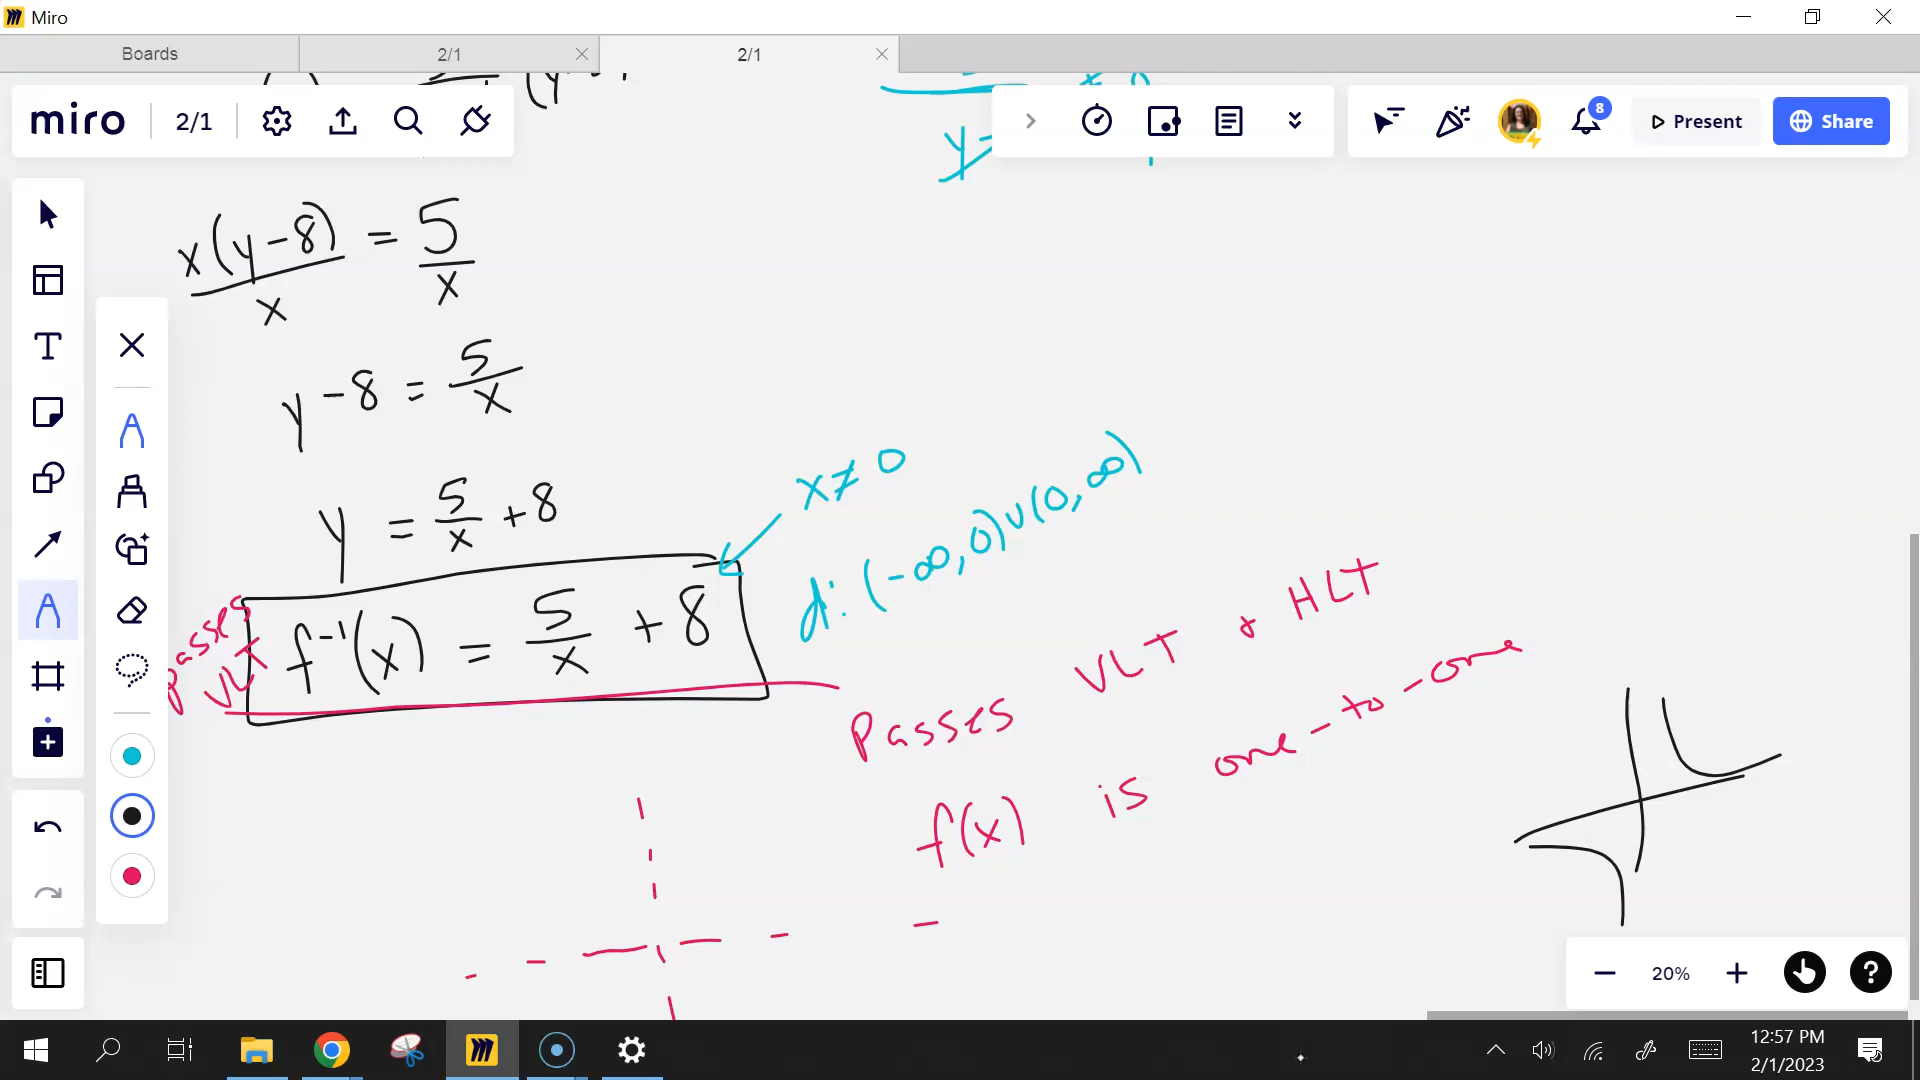 Miro
Boards 2/1 2/1
miro 2/1
8
Present
Share
x(y-8)/x = 5/x
y-8 = 5/x
y = 5/x + 8
x≠0
d: (-∞,0)∪(0,∞)
passes
VLT
f⁻¹(x) = 5/x + 8
Passes VLT + HLT
f(x) is one-to-one
20%
12:57 PM
2/1/2023